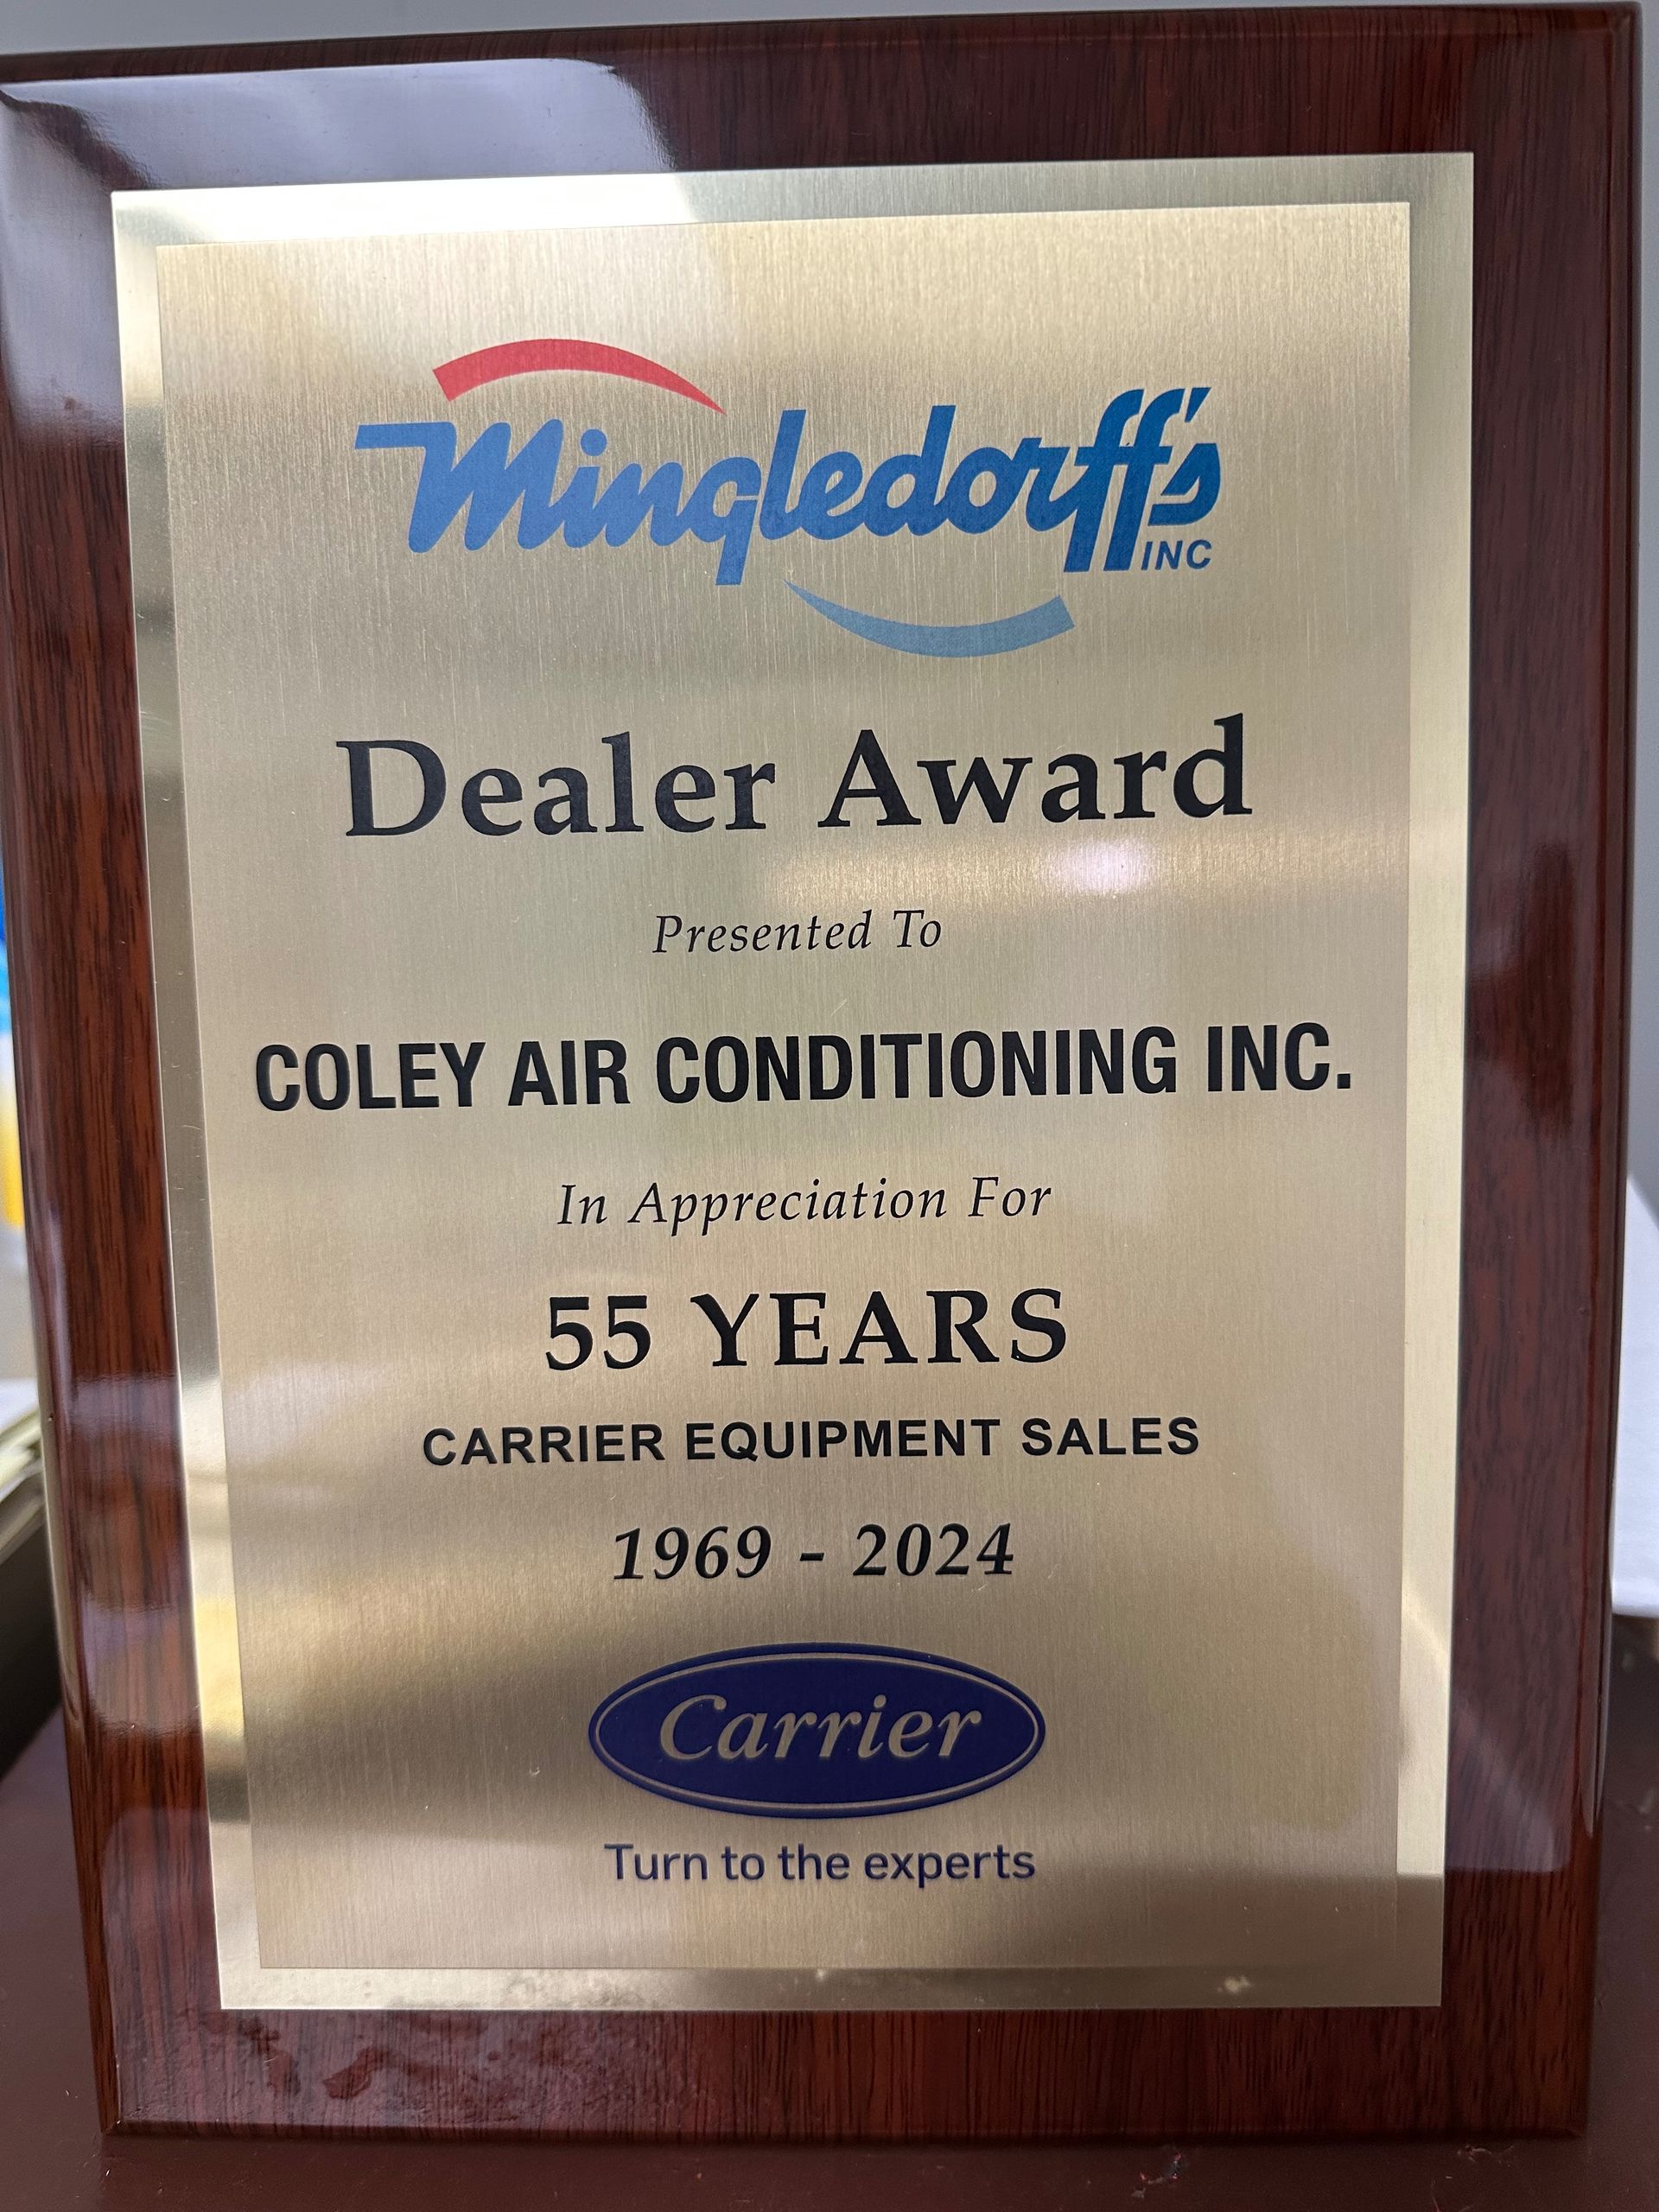 Mingledorff's
INC
Dealer Award
Presented To
COLEY AIR CONDITIONING INC.
In Appreciation For
55 YEARS
CARRIER EQUIPMENT SALES
1969 - 2024
Carrier
Turn to the experts